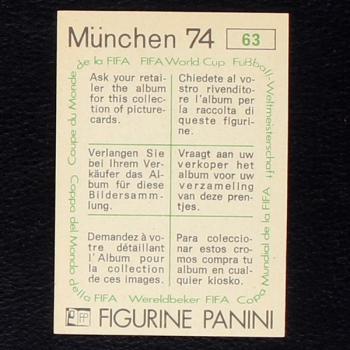 München 74
63
de la FIFA FIFA World Cup Fußball-Weltmeisterschaft
Coupe du Monde
Ask your retai-
ler the album
for this collec-
tion of picture-
cards.
Chiedete al vo-
stro rivendito-
re l'album per
la raccolta di
queste figuri-
ne.
Verlangen Sie
bei Ihrem Ver-
käufer das Al-
bum für diese
Bildersamm-
lung.
Vraagt aan uw
verkoper het
album voor uw
verzameling
van deze pren-
tjes.
Demandez à vo-
tre détaillant
l'Album pour
la collection
de ces images.
Para coleccio-
nar estos cro-
mos compra tu
album en cual-
quier kiosko.
Coppa del Mondo
della FIFA Wereldbeker FIFA Copa Mundial de la FIFA
FP FIGURINE PANINI